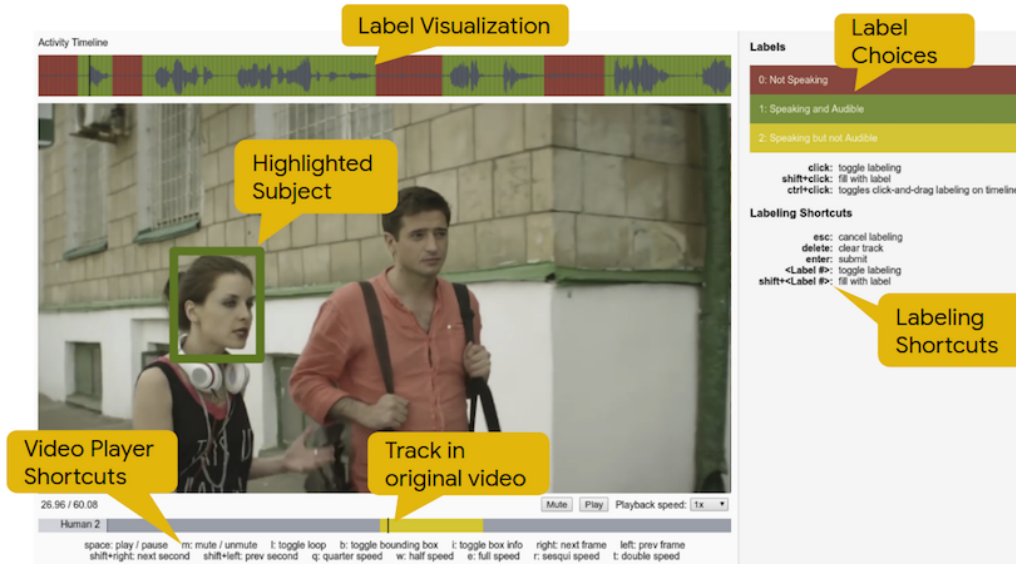 Label Visualization
Label
Choices
Activity Timeline
Labels
0: Not Speaking
1: Speaking and Audible
2: Speaking but not Audible
click: toggle labeling
shift+click: fill with label
ctrl+click: toggles click-and-drag labeling on timeline
Labeling Shortcuts
esc: cancel labeling
delete: clear track
enter: submit
<Label #>: toggle labeling
shift+<Label #>: fill with label
Highlighted
Subject
Labeling
Shortcuts
Video Player
Shortcuts
Track in
original video
26.96 / 60.08
Mute Play Playback speed: 1x
Human 2
space: play / pause m: mute / unmute l: toggle loop b: toggle bounding box i: toggle box info right: next frame left: prev frame
shift+right: next second shift+left: prev second q: quarter speed w: half speed e: full speed r: sesqui speed t: double speed